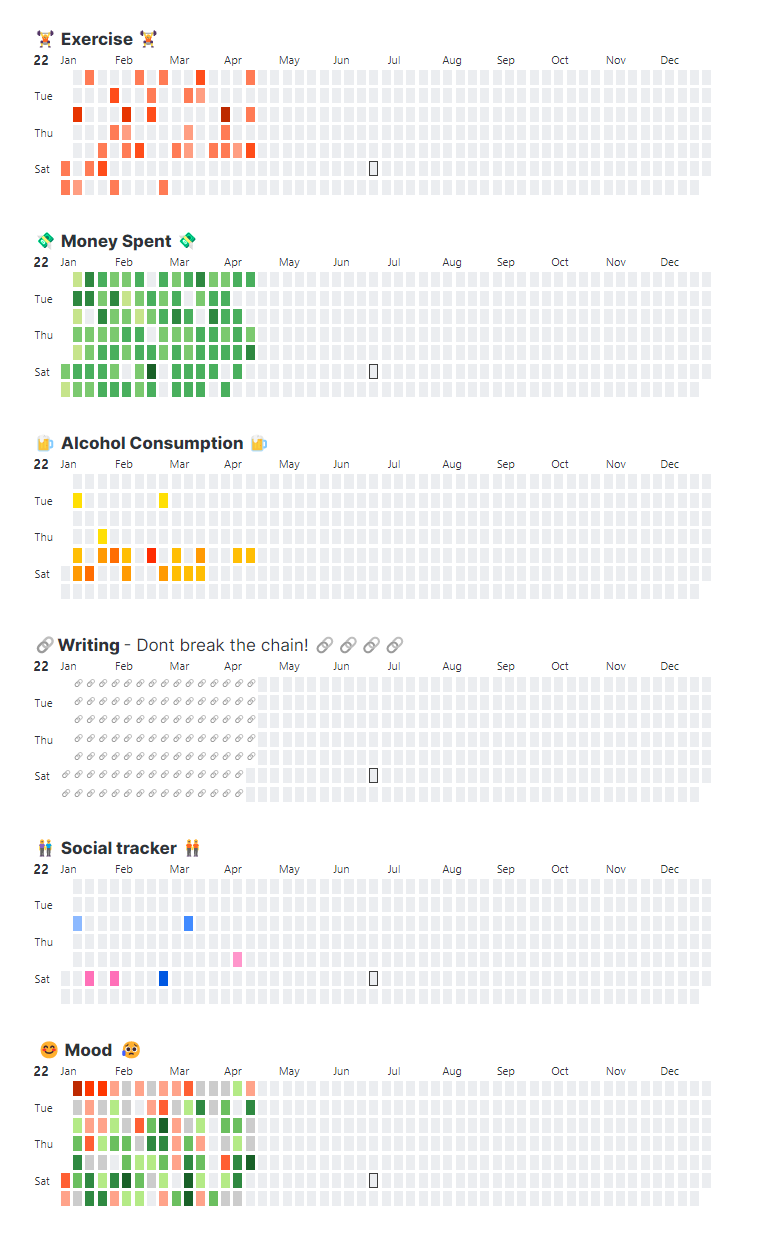 Exercise
22 Jan Feb Mar Apr May Jun Jul Aug Sep Oct Nov Dec
Tue
Thu
Sat
Money Spent
22 Jan Feb Mar Apr May Jun Jul Aug Sep Oct Nov Dec
Tue
Thu
Sat
Alcohol Consumption
22 Jan Feb Mar Apr May Jun Jul Aug Sep Oct Nov Dec
Tue
Thu
Sat
Writing - Dont break the chain!
22 Jan Feb Mar Apr May Jun Jul Aug Sep Oct Nov Dec
Tue
Thu
Sat
Social tracker
22 Jan Feb Mar Apr May Jun Jul Aug Sep Oct Nov Dec
Tue
Thu
Sat
Mood
22 Jan Feb Mar Apr May Jun Jul Aug Sep Oct Nov Dec
Tue
Thu
Sat